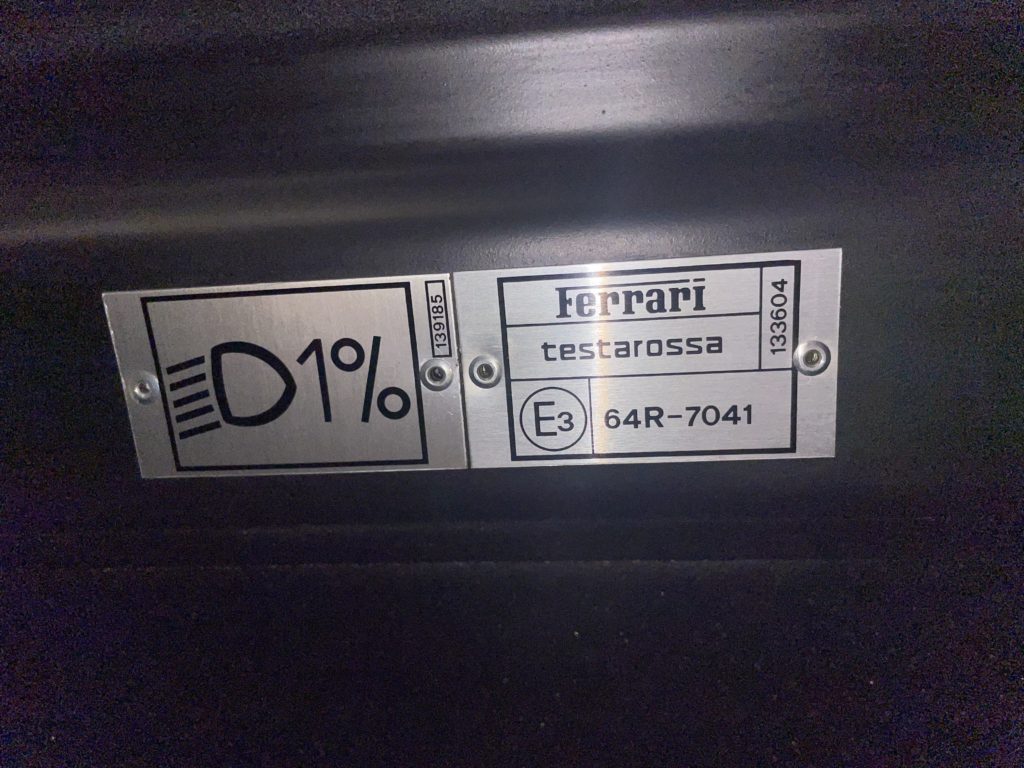 1%
139185
Ferrari
testarossa
133604
E3
64R-7041